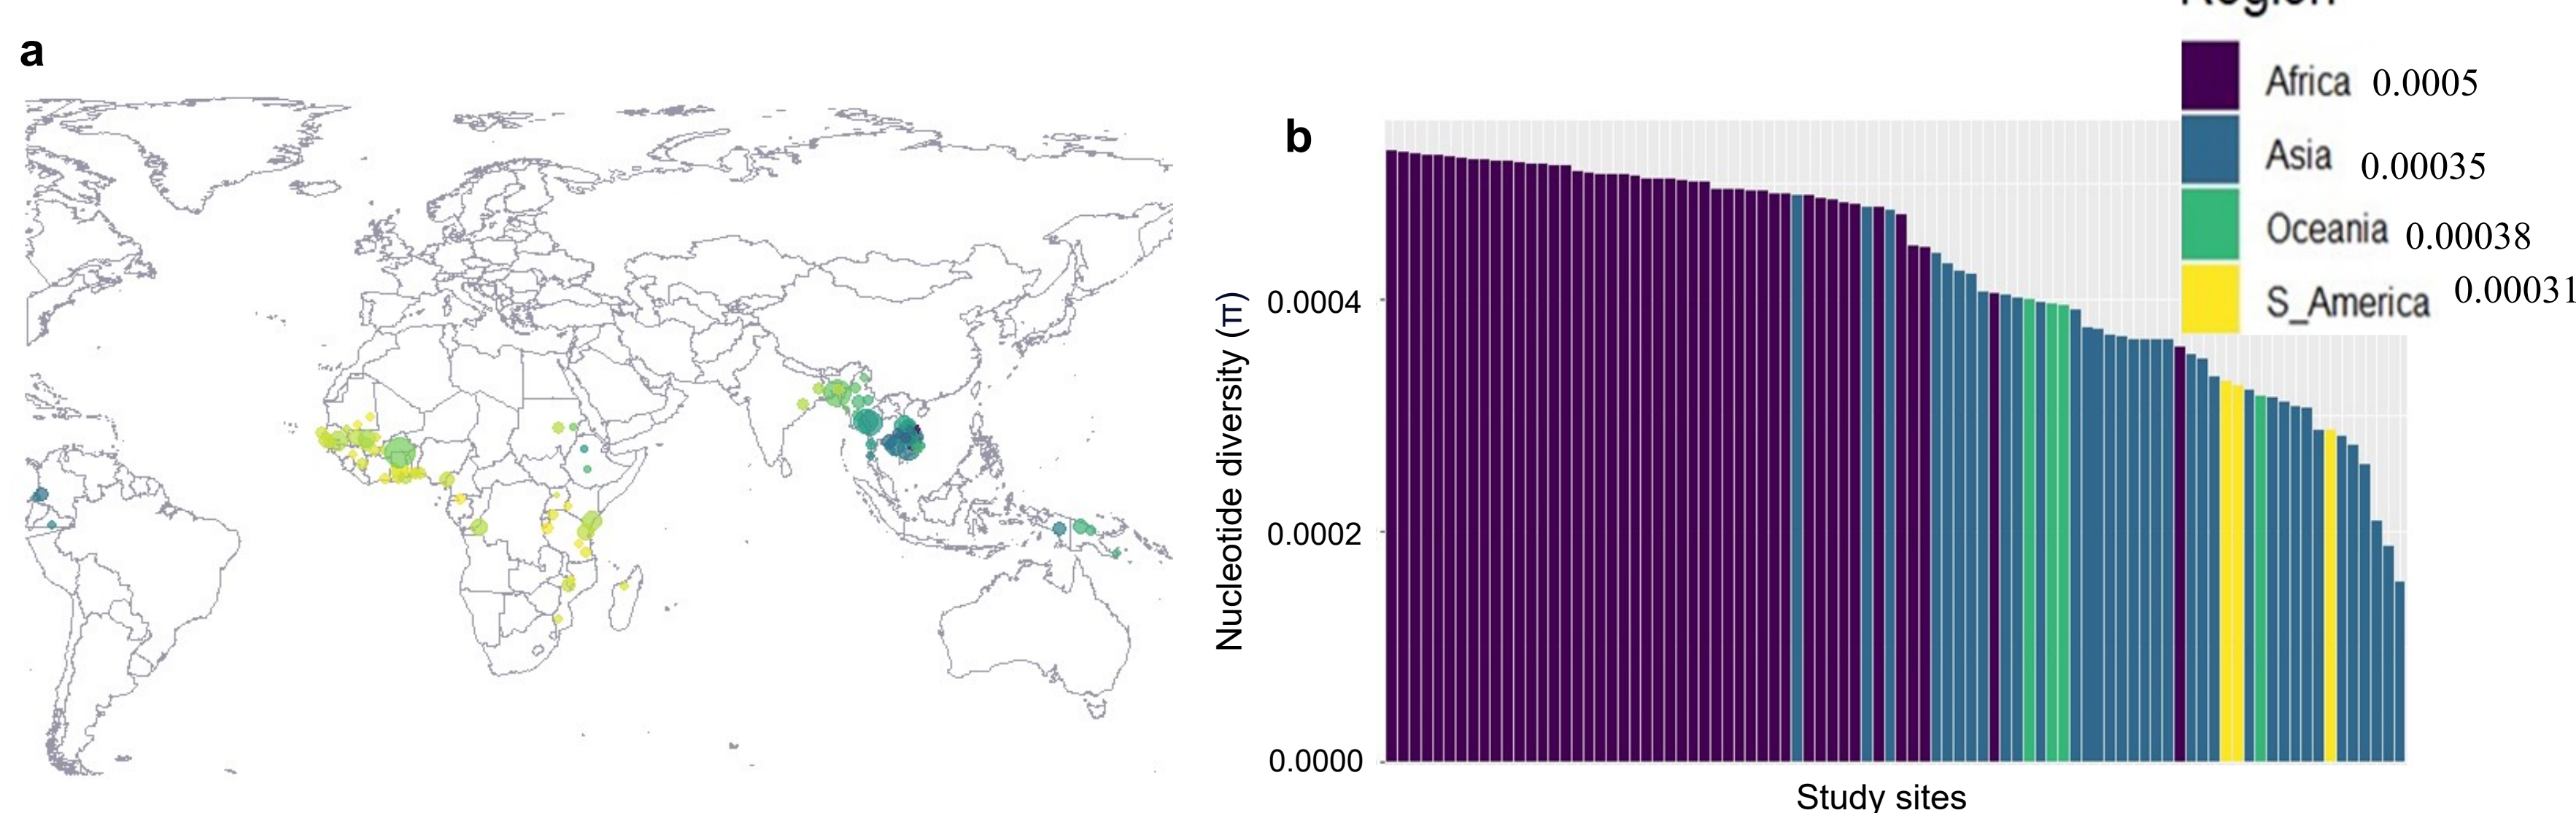 a
b
Region
Africa 0.0005
Asia 0.00035
Oceania 0.00038
S_America 0.00031
Nucleotide diversity (π)
0.0004
0.0002
0.0000
Study sites